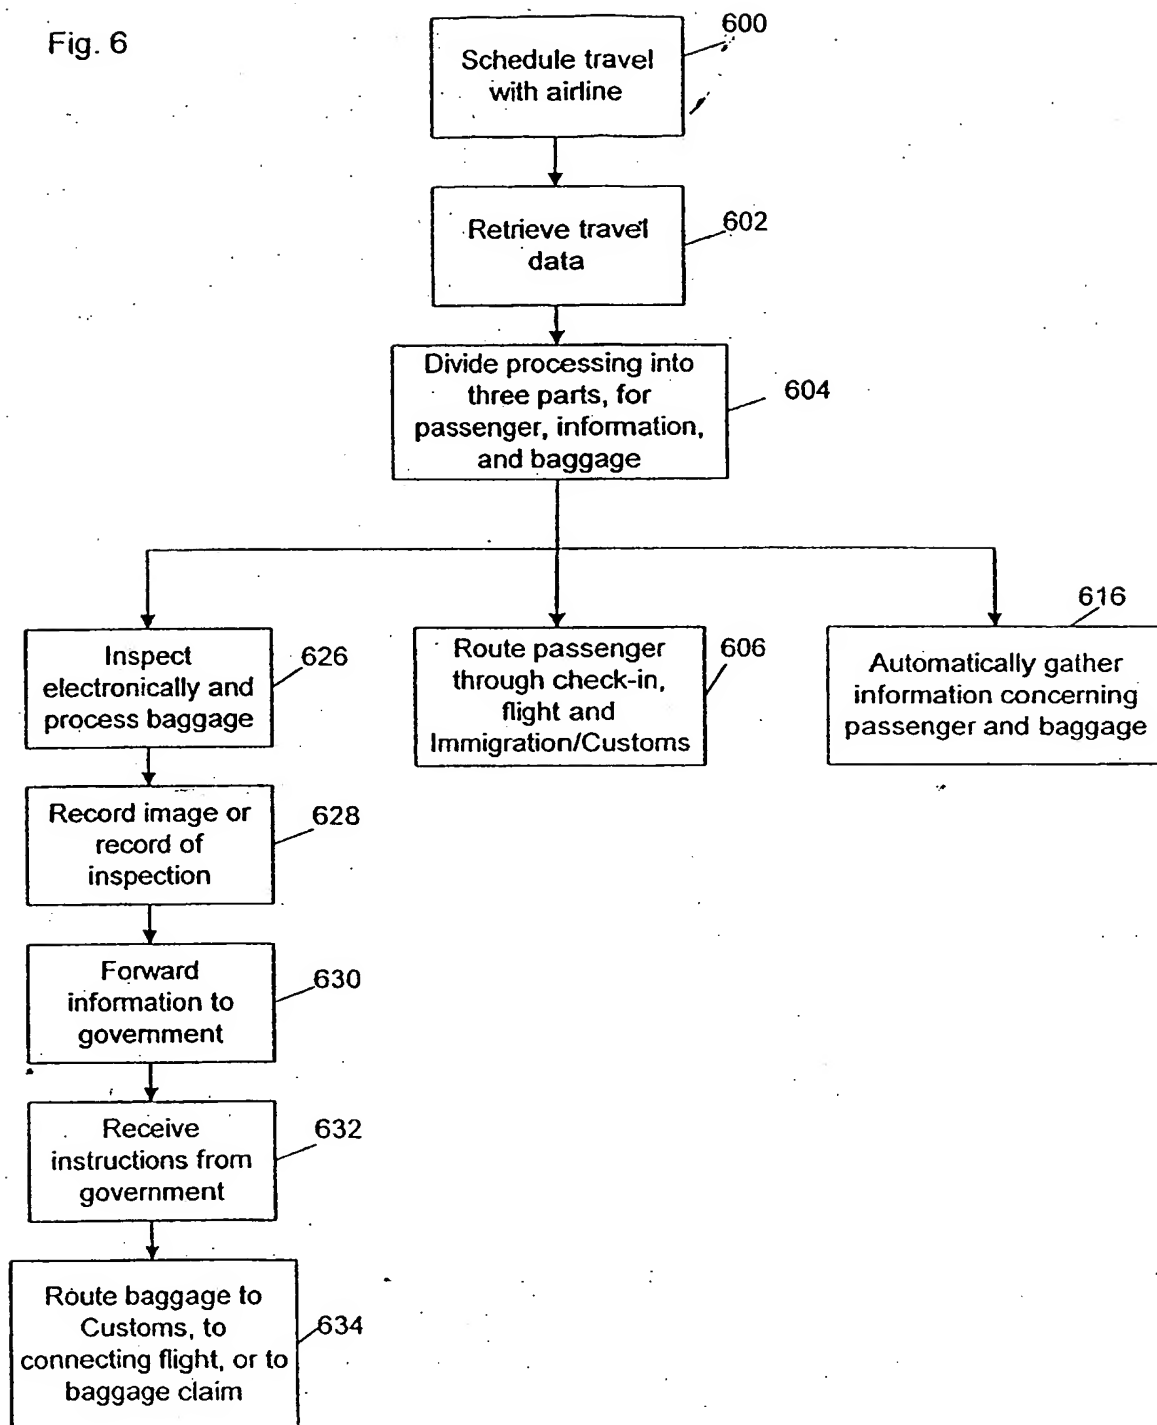 Fig. 6
600
Schedule travel
with airline
602
Retrieve travel
data
Divide processing into
three parts, for
passenger, information,
and baggage
604
Inspect
electronically and
process baggage
626
Route passenger
through check-in,
flight and
Immigration/Customs
606
616
Automatically gather
information concerning
passenger and baggage
Record image or
record of
inspection
628
Forward
information to
government
630
Receive
instructions from
government
632
Route baggage to
Customs, to
connecting flight, or to
baggage claim
634